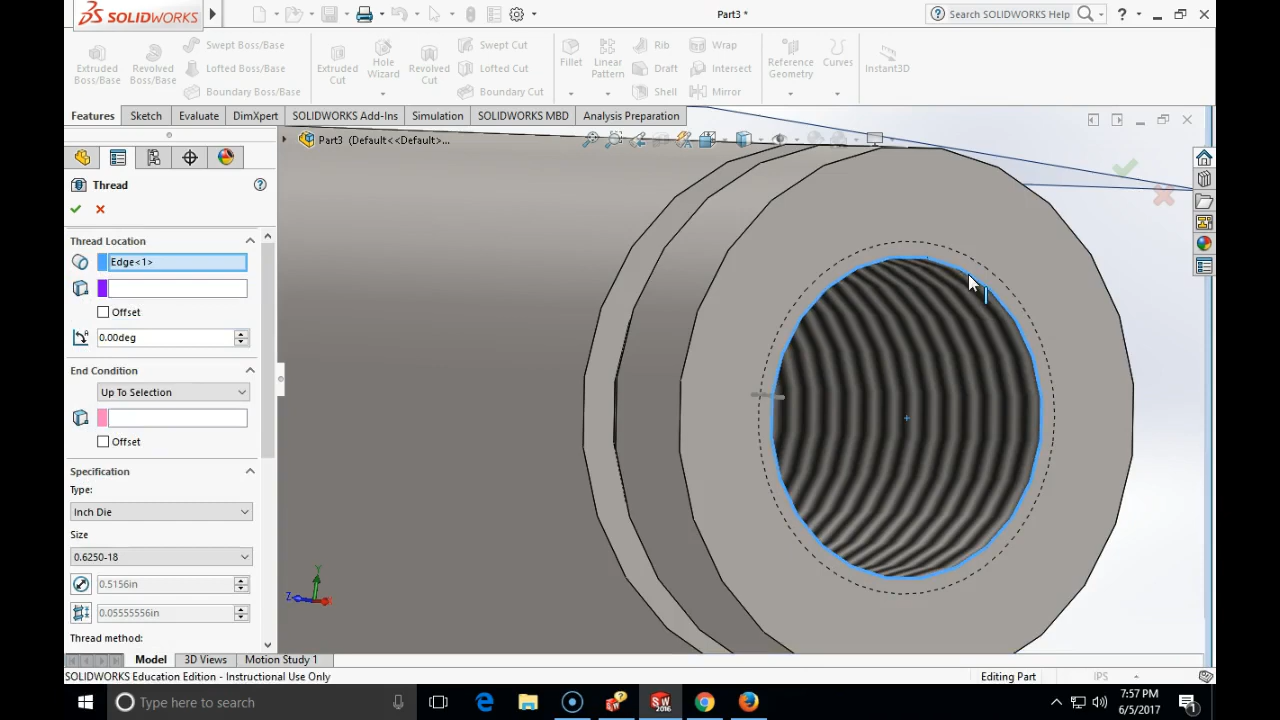 SOLIDWORKS
Part3 *
Search SOLIDWORKS Help
Extruded Boss/Base
Revolved Boss/Base
Swept Boss/Base
Lofted Boss/Base
Boundary Boss/Base
Extruded Cut
Hole Wizard
Revolved Cut
Swept Cut
Lofted Cut
Boundary Cut
Fillet
Linear Pattern
Rib
Draft
Shell
Wrap
Intersect
Mirror
Reference Geometry
Curves
Instant3D
Features
Sketch
Evaluate
DimXpert
SOLIDWORKS Add-Ins
Simulation
SOLIDWORKS MBD
Analysis Preparation
Part3 (Default<<Default>...
Thread
Thread Location
Edge<1>
Offset
0.00deg
End Condition
Up To Selection
Offset
Specification
Type:
Inch Die
Size
0.6250-18
0.5156in
0.05555556in
Thread method:
Y
Z
X
Model
3D Views
Motion Study 1
SOLIDWORKS Education Edition - Instructional Use Only
Editing Part
IPS
Type here to search
SW
2016
7:57 PM
6/5/2017
1